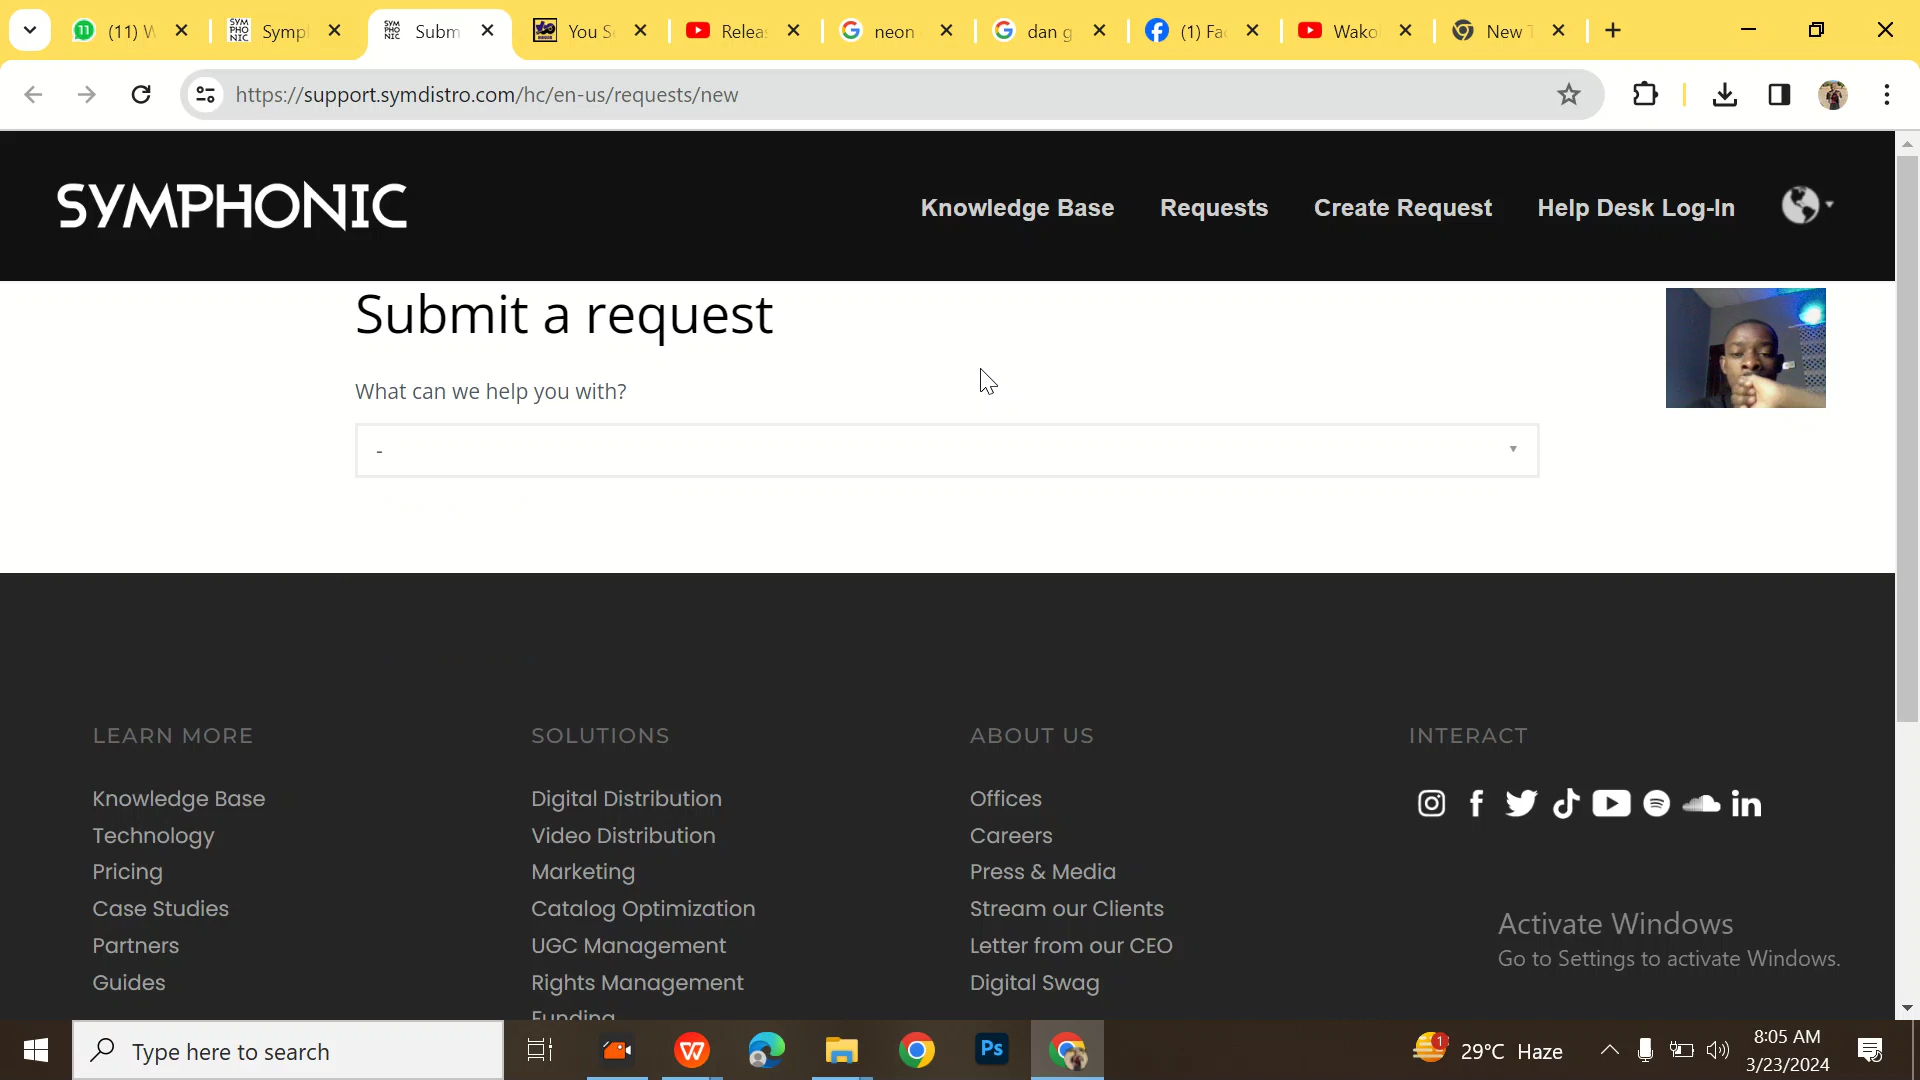 (11) W
Symph
Subm
You S
Relea
neon
dan g
(1) Fac
Wako
New T
https://support.symdistro.com/hc/en-us/requests/new
SYMPHONIC
Knowledge Base
Requests
Create Request
Help Desk Log-In
Submit a request
What can we help you with?
-
LEARN MORE
Knowledge Base
Technology
Pricing
Case Studies
Partners
Guides
SOLUTIONS
Digital Distribution
Video Distribution
Marketing
Catalog Optimization
UGC Management
Rights Management
Funding
ABOUT US
Offices
Careers
Press & Media
Stream our Clients
Letter from our CEO
Digital Swag
INTERACT
Activate Windows
Go to Settings to activate Windows.
Type here to search
29°C Haze
8:05 AM
3/23/2024